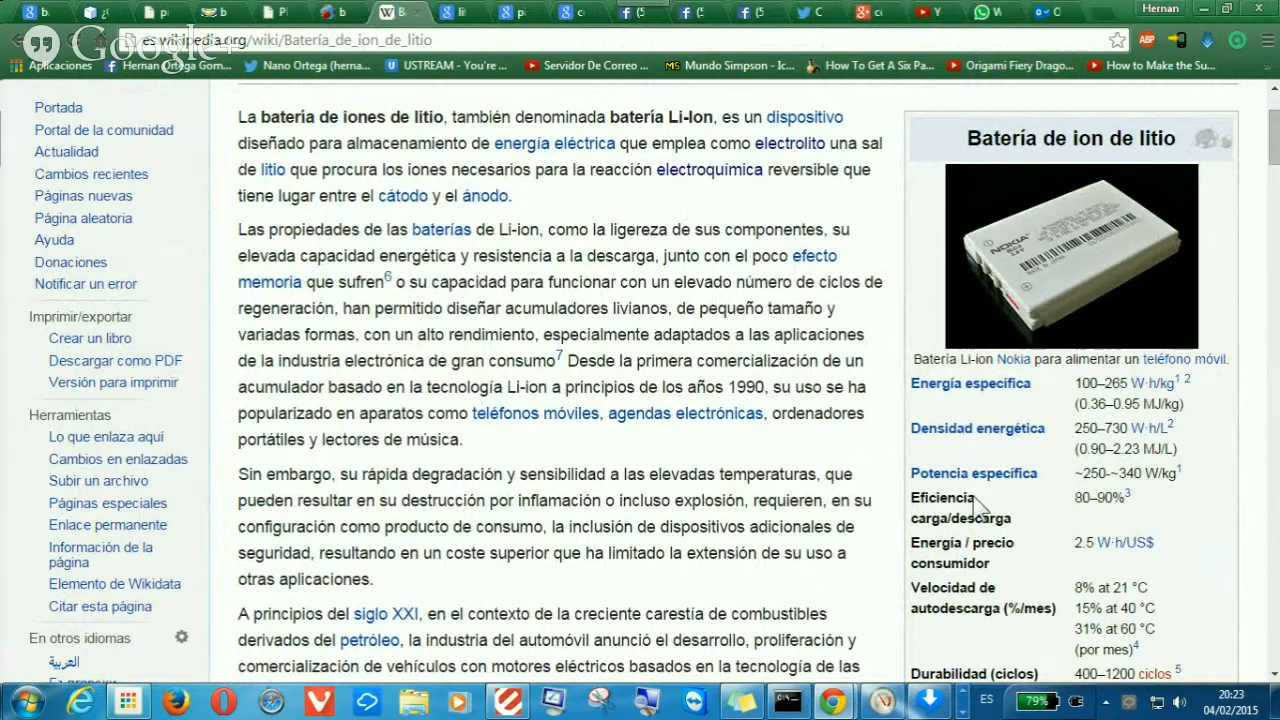 Hernan
Google+
es.wikipedia.org/wiki/Batería_de_ion_de_litio
ABP
Aplicaciones
Hernan Ortega Gom...
Nano Ortega (herna...
USTREAM - You're ...
Servidor De Correo ...
Mundo Simpson - Ic...
How To Get A Six Pa...
Origami Fiery Drago...
How to Make the Su...
Portada
Portal de la comunidad
Actualidad
Cambios recientes
Páginas nuevas
Página aleatoria
Ayuda
Donaciones
Notificar un error
Imprimir/exportar
Crear un libro
Descargar como PDF
Versión para imprimir
Herramientas
Lo que enlaza aquí
Cambios en enlazadas
Subir un archivo
Páginas especiales
Enlace permanente
Información de la
página
Elemento de Wikidata
Citar esta página
En otros idiomas
العربية
La batería de iones de litio, también denominada batería Li-Ion, es un dispositivo
diseñado para almacenamiento de energía eléctrica que emplea como electrolito una sal
de litio que procura los iones necesarios para la reacción electroquímica reversible que
tiene lugar entre el cátodo y el ánodo.
Las propiedades de las baterías de Li-ion, como la ligereza de sus componentes, su
elevada capacidad energética y resistencia a la descarga, junto con el poco efecto
memoria que sufren6 o su capacidad para funcionar con un elevado número de ciclos de
regeneración, han permitido diseñar acumuladores livianos, de pequeño tamaño y
variadas formas, con un alto rendimiento, especialmente adaptados a las aplicaciones
de la industria electrónica de gran consumo7 Desde la primera comercialización de un
acumulador basado en la tecnología Li-ion a principios de los años 1990, su uso se ha
popularizado en aparatos como teléfonos móviles, agendas electrónicas, ordenadores
portátiles y lectores de música.
Sin embargo, su rápida degradación y sensibilidad a las elevadas temperaturas, que
pueden resultar en su destrucción por inflamación o incluso explosión, requieren, en su
configuración como producto de consumo, la inclusión de dispositivos adicionales de
seguridad, resultando en un coste superior que ha limitado la extensión de su uso a
otras aplicaciones.
A principios del siglo XXI, en el contexto de la creciente carestía de combustibles
derivados del petróleo, la industria del automóvil anunció el desarrollo, proliferación y
comercialización de vehículos con motores eléctricos basados en la tecnología de las
Batería de ion de litio
NOKIA
Batería Li-Ion Nokia para alimentar un teléfono móvil.
Energía específica 100–265 W·h/kg1 2
(0.36–0.95 MJ/kg)
Densidad energética 250–730 W·h/L2
(0.90–2.23 MJ/L)
Potencia específica ~250-~340 W/kg1
Eficiencia 80–90%3
carga/descarga
Energía / precio 2.5 W·h/US$
consumidor
Velocidad de 8% at 21 °C
autodescarga (%/mes) 15% at 40 °C
31% at 60 °C
(por mes)4
Durabilidad (ciclos) 400–1200 ciclos 5
ES
79%
20:23
04/02/2015